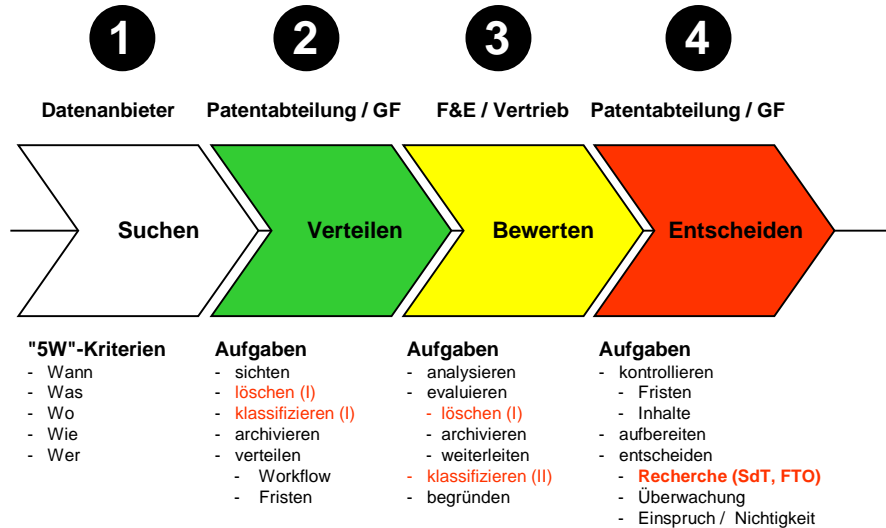 1 2 3 4
Datenanbieter Patentabteilung / GF F&E / Vertrieb Patentabteilung / GF
Suchen Verteilen Bewerten Entscheiden
"5W"-Kriterien
- Wann
- Was
- Wo
- Wie
- Wer
Aufgaben
- sichten
- löschen (I)
- klassifizieren (I)
- archivieren
- verteilen
- Workflow
- Fristen
Aufgaben
- analysieren
- evaluieren
- löschen (I)
- archivieren
- weiterleiten
- klassifizieren (II)
- begründen
Aufgaben
- kontrollieren
- Fristen
- Inhalte
- aufbereiten
- entscheiden
- Recherche (SdT, FTO)
- Überwachung
- Einspruch / Nichtigkeit